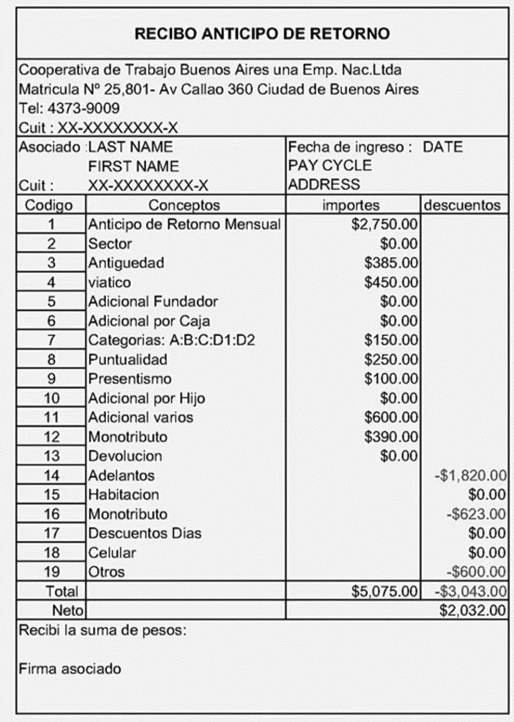 RECIBO ANTICIPO DE RETORNO
Cooperativa de Trabajo Buenos Aires una Emp. Nac.Ltda
Matricula Nº 25,801- Av Callao 360 Ciudad de Buenos Aires
Tel: 4373-9009
Cuit : XX-XXXXXXXX-X
Asociado :LAST NAME Fecha de ingreso : DATE
FIRST NAME PAY CYCLE
Cuit : XX-XXXXXXXX-X ADDRESS
Codigo Conceptos importes descuentos
1 Anticipo de Retorno Mensual $2,750.00
2 Sector $0.00
3 Antiguedad $385.00
4 viatico $450.00
5 Adicional Fundador $0.00
6 Adicional por Caja $0.00
7 Categorias: A:B:C:D1:D2 $150.00
8 Puntualidad $250.00
9 Presentismo $100.00
10 Adicional por Hijo $0.00
11 Adicional varios $600.00
12 Monotributo $390.00
13 Devolucion $0.00
14 Adelantos -$1,820.00
15 Habitacion $0.00
16 Monotributo -$623.00
17 Descuentos Dias $0.00
18 Celular $0.00
19 Otros -$600.00
Total $5,075.00 -$3,043.00
Neto $2,032.00
Recibi la suma de pesos:
Firma asociado